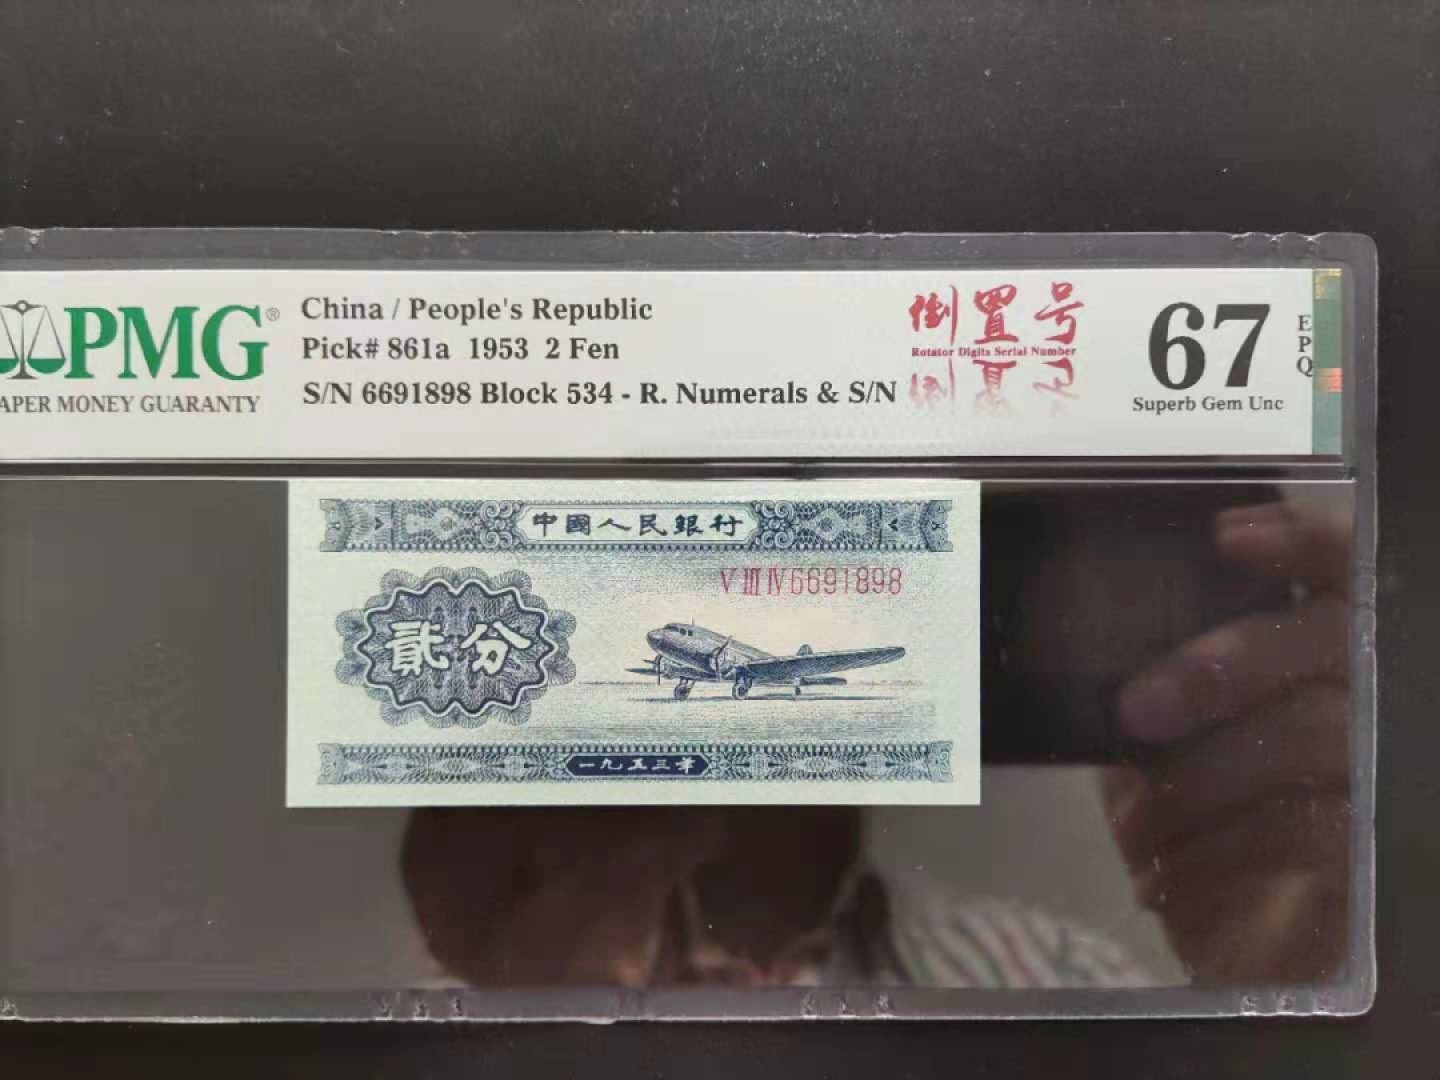 PMG®
APER MONEY GUARANTY
China / People's Republic
Pick# 861a 1953 2 Fen
S/N 6691898 Block 534 - R. Numerals & S/N
倒置号
Rotator Digits Serial Number
67
EPQ
Superb Gem Unc
中國人民銀行
V III IV 6691898
貳分
一九五三年